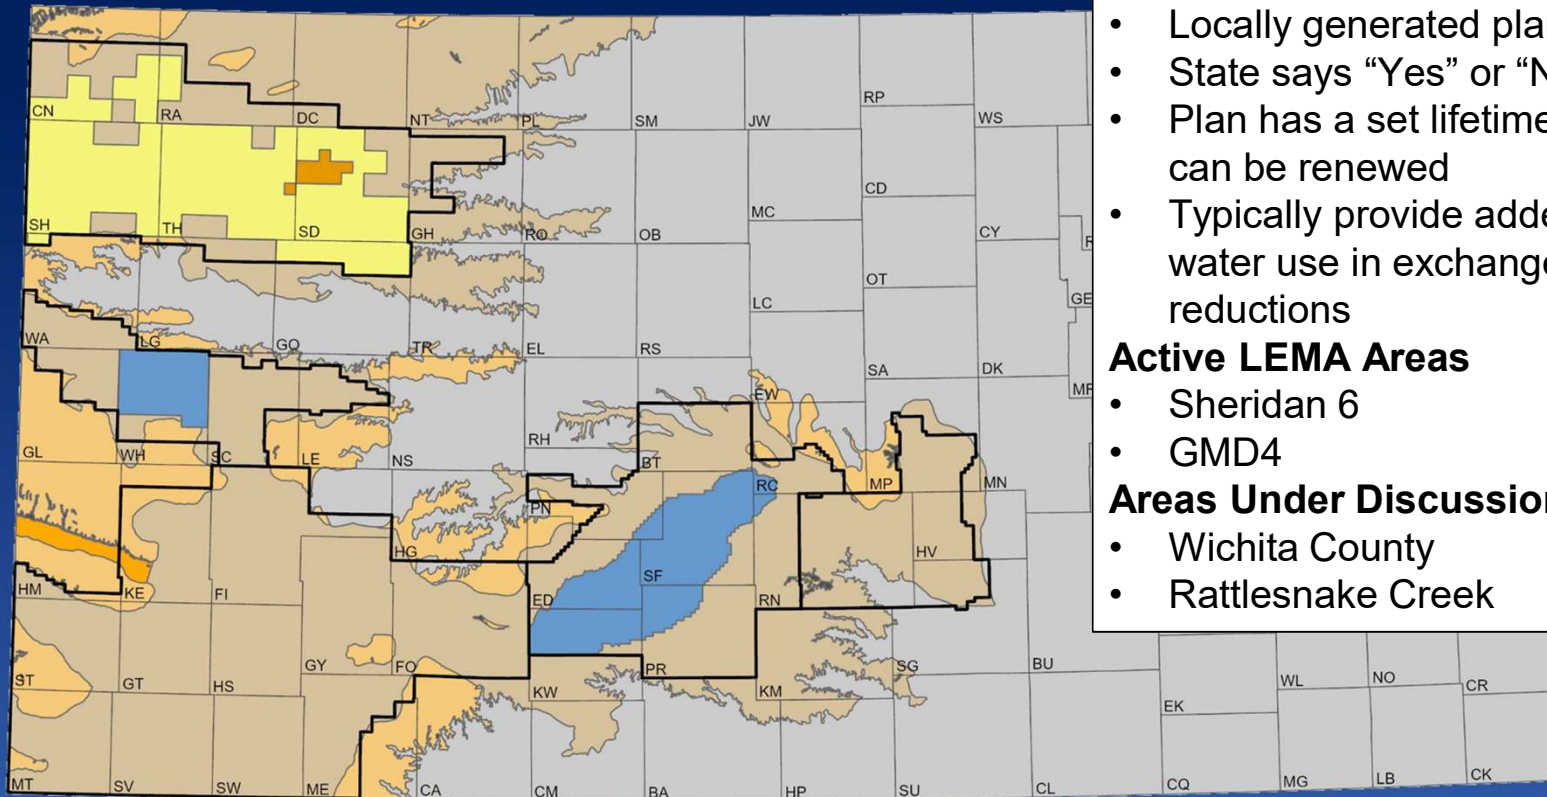 • Locally generated
• State says “Yes” or
• Plan has a set lifetime
can be renewed
• Typically provide
water use in exchange
reductions
Active LEMA Areas
• Sheridan 6
• GMD4
Areas Under Discussion
• Wichita County
• Rattlesnake Creek
CN
RA
DC
NT
PL
SM
JW
RP
WS
CD
MC
SH
TH
SD
GH
RO
OB
CY
OT
LC
GE
WA
LG
GO
TR
EL
RS
SA
DK
EW
RH
GL
WH
SC
LE
NS
BT
RC
MP
MN
PN
HG
HV
SF
HM
KE
FI
ED
RN
ST
GT
HS
GY
FO
KW
PR
KM
SG
BU
WL
NO
CR
EK
MT
SV
SW
ME
CA
CM
BA
HP
SU
CL
CQ
MG
LB
CK